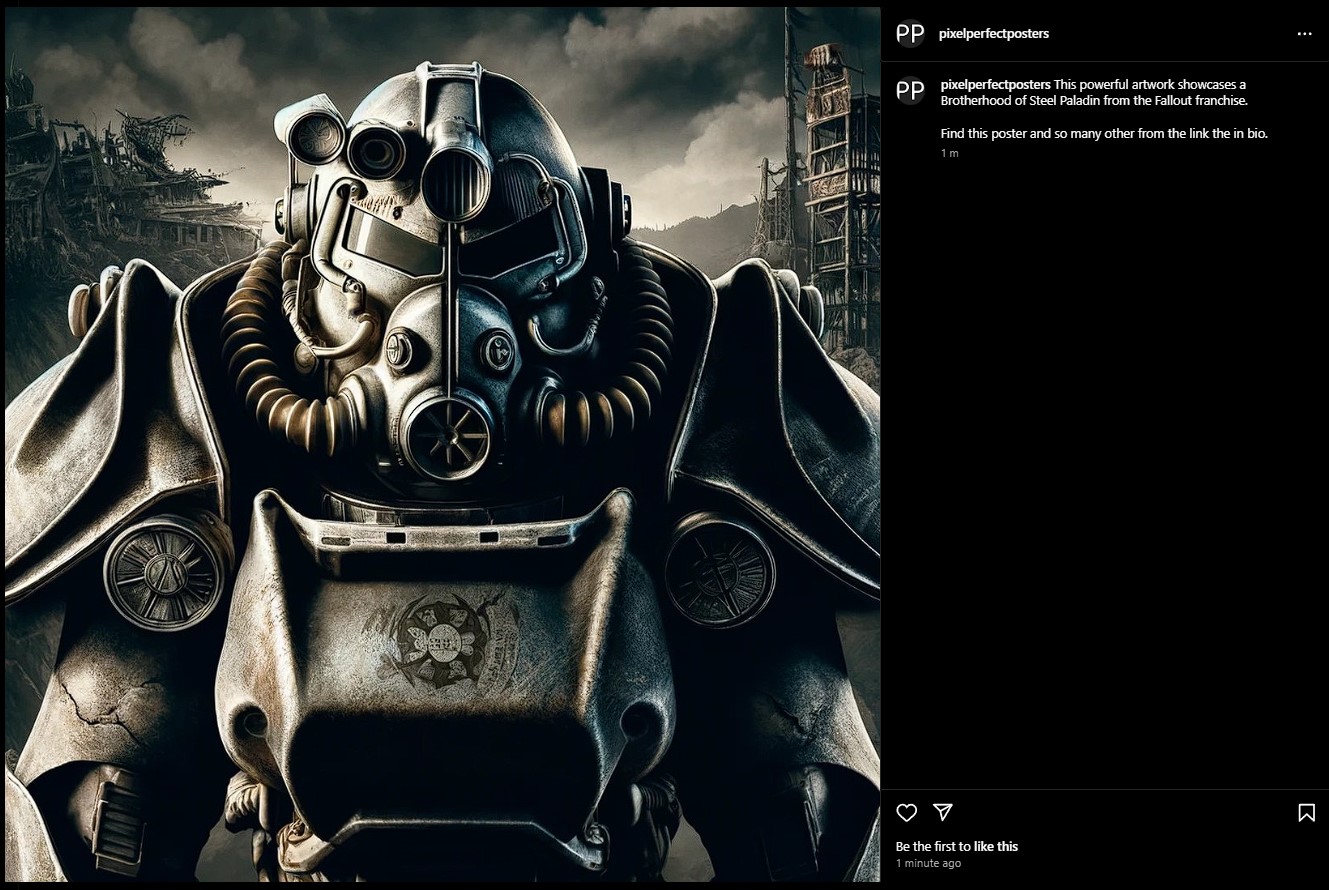 PP pixelperfectposters
PP pixelperfectposters This powerful artwork showcases a
Brotherhood of Steel Paladin from the Fallout franchise.
Find this poster and so many other from the link the in bio.
1 m
Be the first to like this
1 minute ago